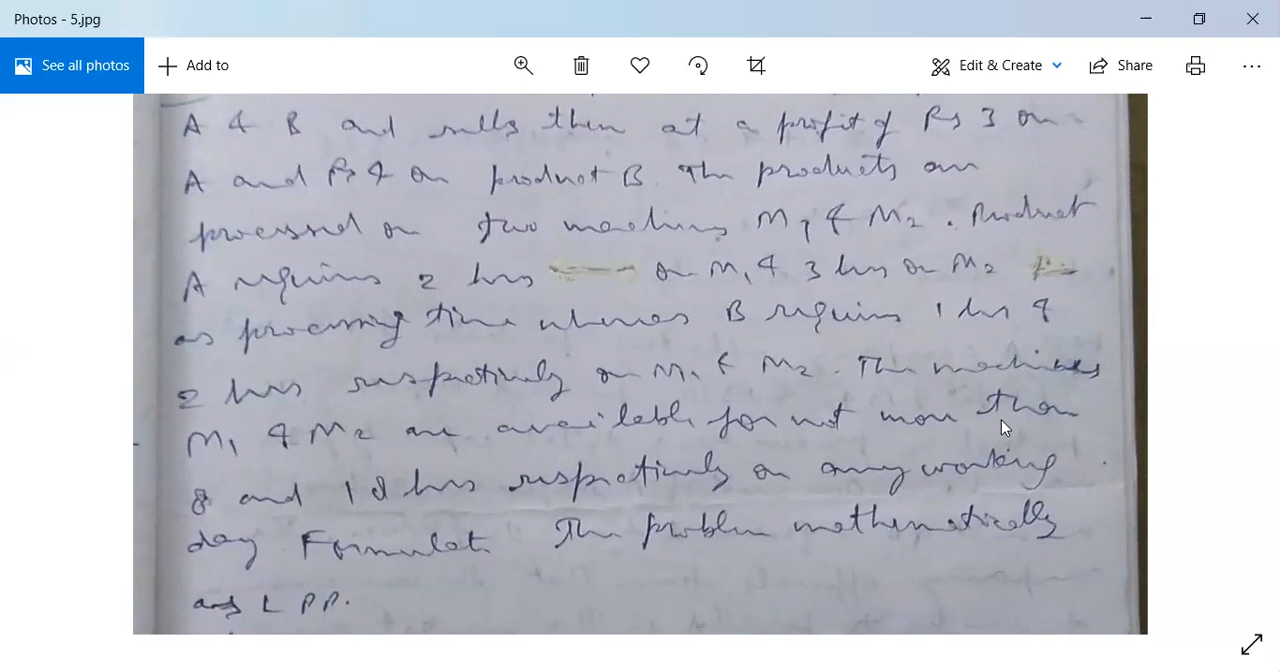 Photos - 5.jpg
See all photos
Add to
Edit & Create
Share
A & B and sells them at a profit of Rs 3 on
A and Rs 4 on product B. The products are
processed on two machines M1 & M2. Product
A requires 2 hrs on M1 & 3 hrs on M2
as processing time whereas B requires 1 hrs &
2 hrs respectively on M1 & M2. The machines
M1 & M2 are available for not more than
8 and 18 hrs respectively on any working
day Formulate The problem mathematically
as LPP.